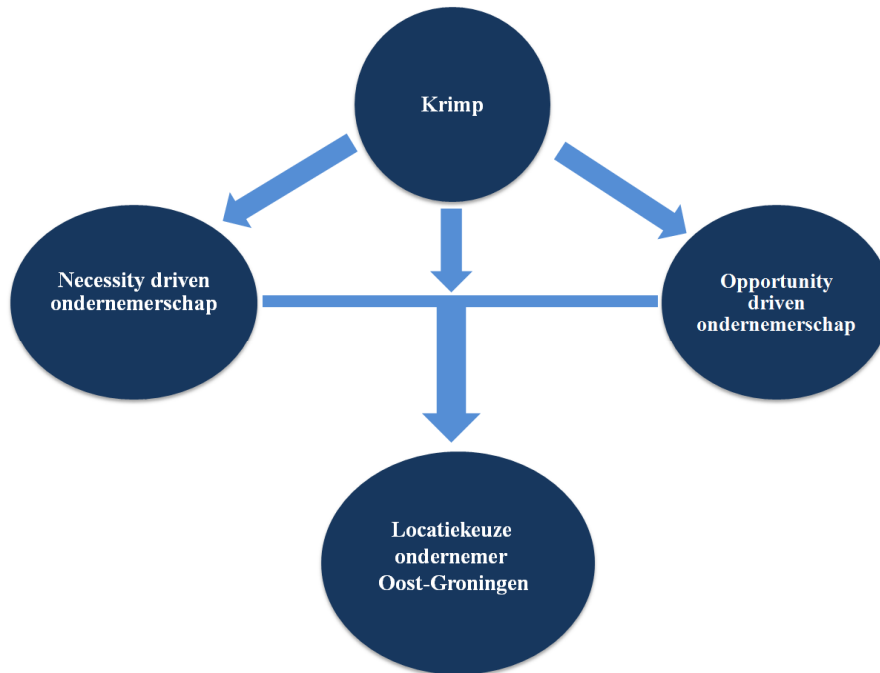 Krimp
Necessity driven
ondernemerschap
Opportunity
driven
ondernemerschap
Locatiekeuze
ondernemer
Oost-Groningen